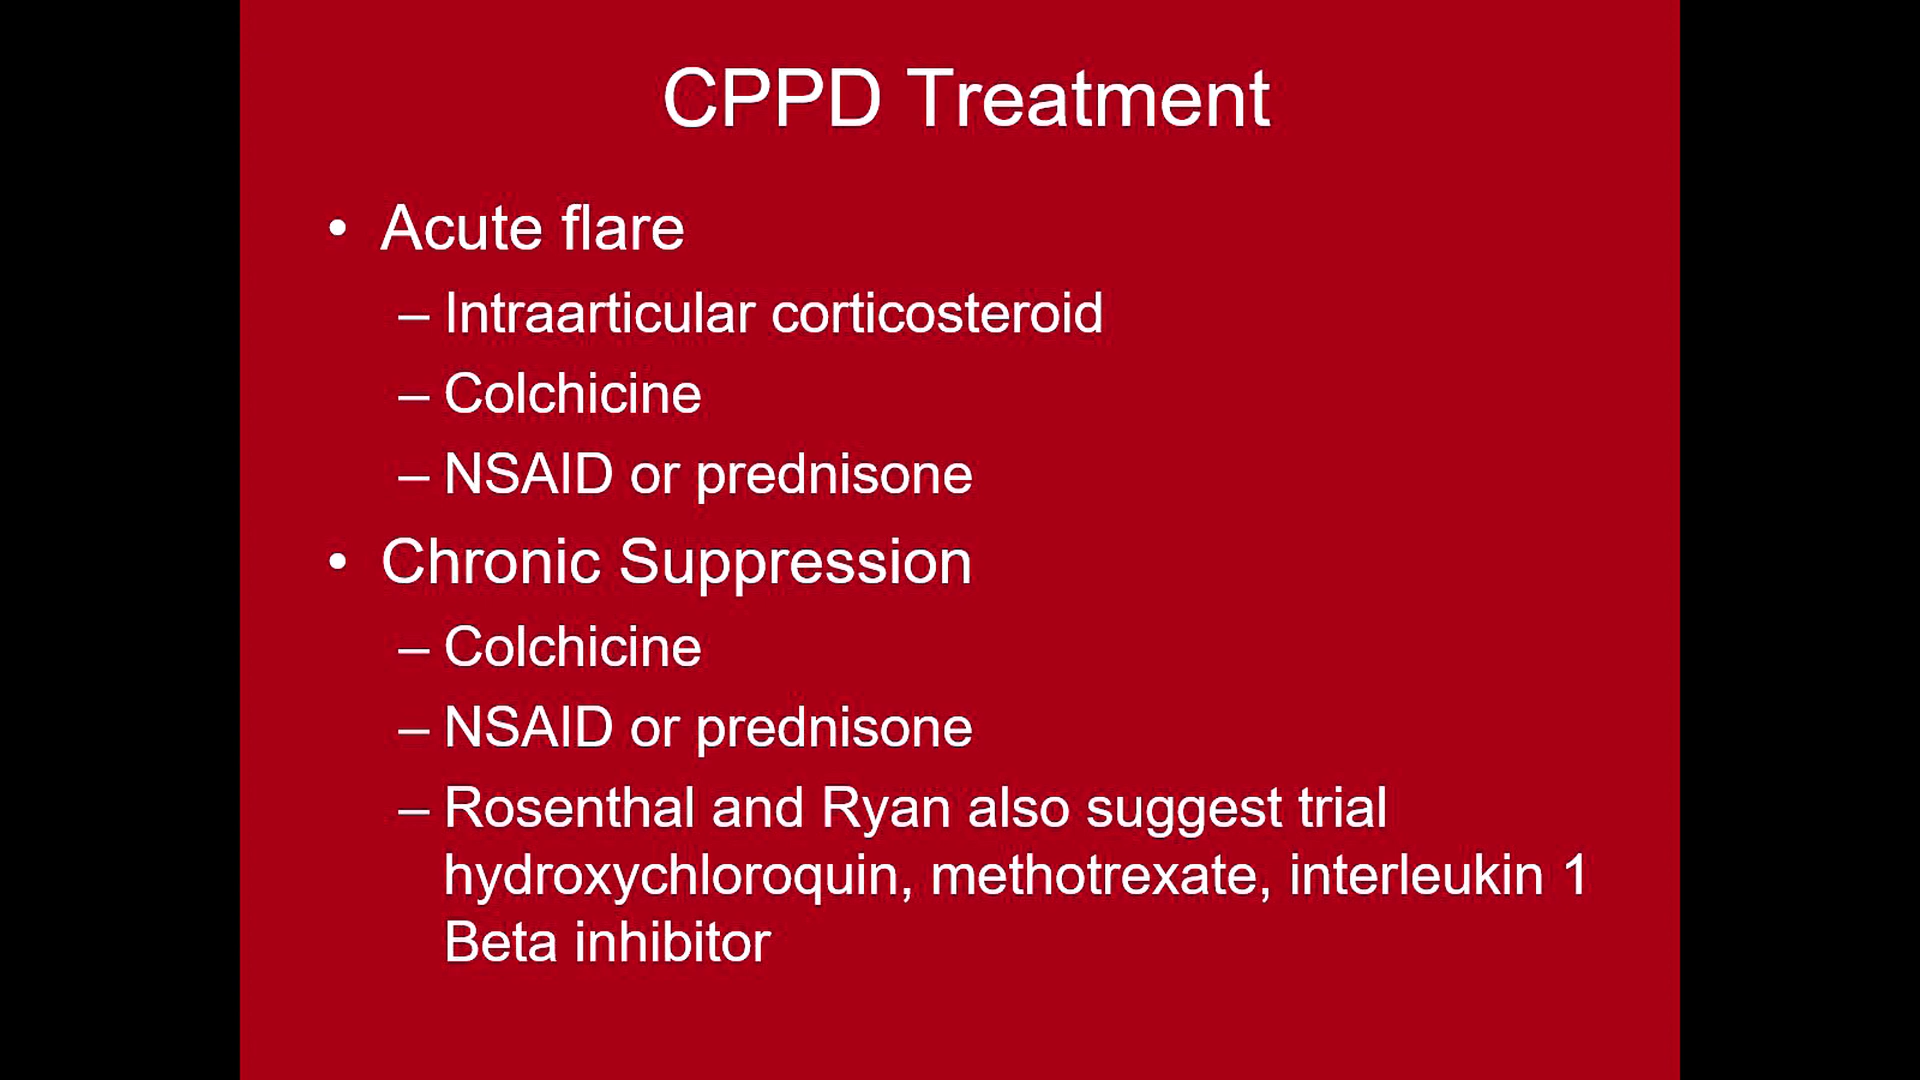 CPPD Treatment
• Acute flare
– Intraarticular corticosteroid
– Colchicine
– NSAID or prednisone
• Chronic Suppression
– Colchicine
– NSAID or prednisone
– Rosenthal and Ryan also suggest trial
hydroxychloroquin, methotrexate, interleukin 1
Beta inhibitor